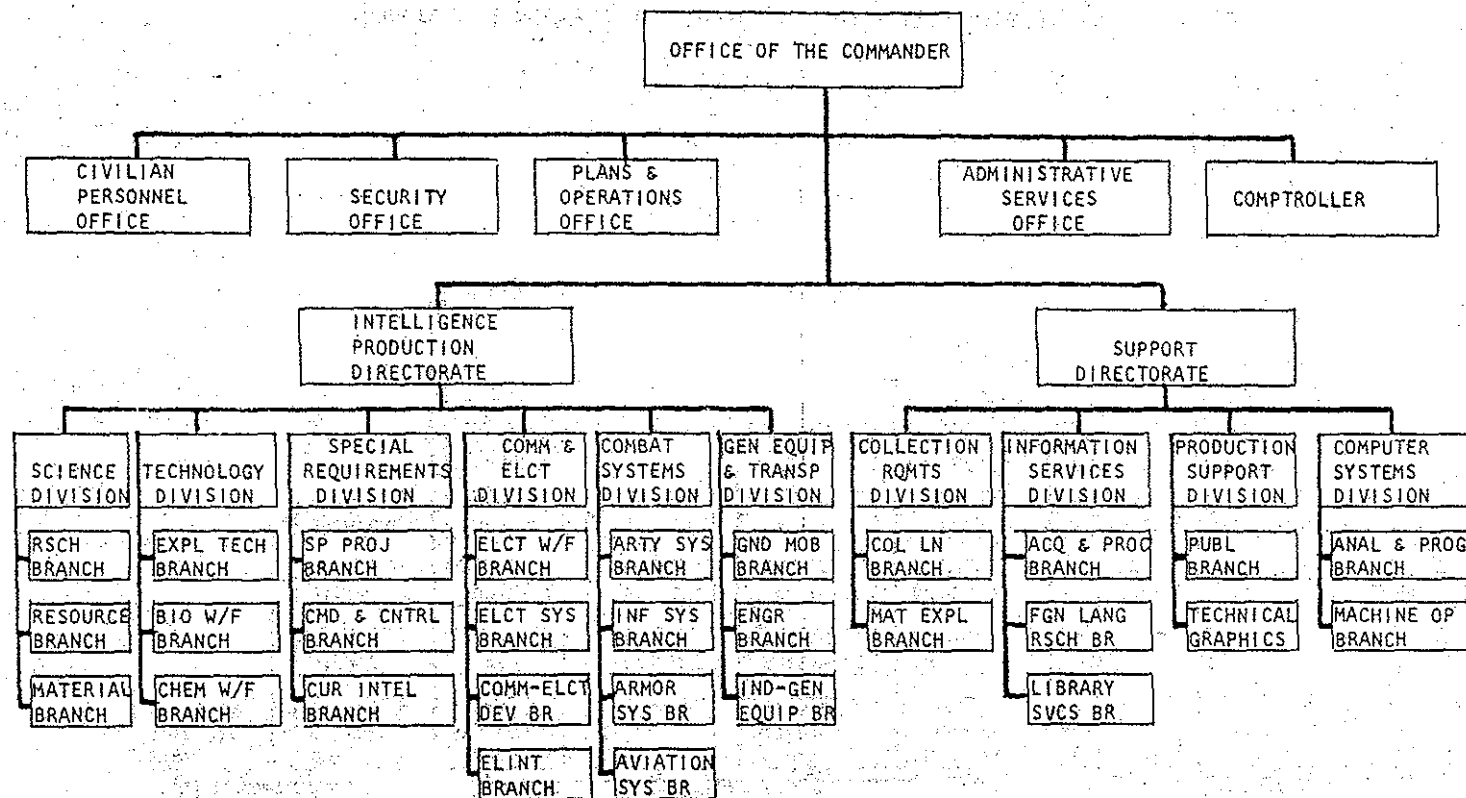 OFFICE OF THE COMMANDER
CIVILIAN
PERSONNEL
OFFICE
SECURITY
OFFICE
PLANS &
OPERATIONS
OFFICE
ADMINISTRATIVE
SERVICES
OFFICE
COMPTROLLER
INTELLIGENCE
PRODUCTION
DIRECTORATE
SUPPORT
DIRECTORATE
SCIENCE
DIVISION
TECHNOLOGY
DIVISION
SPECIAL
REQUIREMENTS
DIVISION
COMM &
ELCT
DIVISION
COMBAT
SYSTEMS
DIVISION
GEN EQUIP
& TRANSP
DIVISION
COLLECTION
RQMTS
DIVISION
INFORMATION
SERVICES
DIVISION
PRODUCTION
SUPPORT
DIVISION
COMPUTER
SYSTEMS
DIVISION
RSCH
BRANCH
EXPL TECH
BRANCH
SP PROJ
BRANCH
ELCT W/F
BRANCH
ARTY SYS
BRANCH
GND MOB
BRANCH
COL LN
BRANCH
ACQ & PROC
BRANCH
PUBL
BRANCH
ANAL & PROG
BRANCH
RESOURCE
BRANCH
BIO W/F
BRANCH
CMD & CNTRL
BRANCH
ELCT SYS
BRANCH
INF SYS
BRANCH
ENGR
BRANCH
MAT EXPL
BRANCH
FGN LANG
RSCH BR
TECHNICAL
GRAPHICS
MACHINE OP
BRANCH
MATERIAL
BRANCH
CHEM W/F
BRANCH
CUR INTEL
BRANCH
COMM-ELCT
DEV BR
ARMOR
SYS BR
IND-GEN
EQUIP BR
LIBRARY
SVCS BR
ELINT
BRANCH
AVIATION
SYS BR